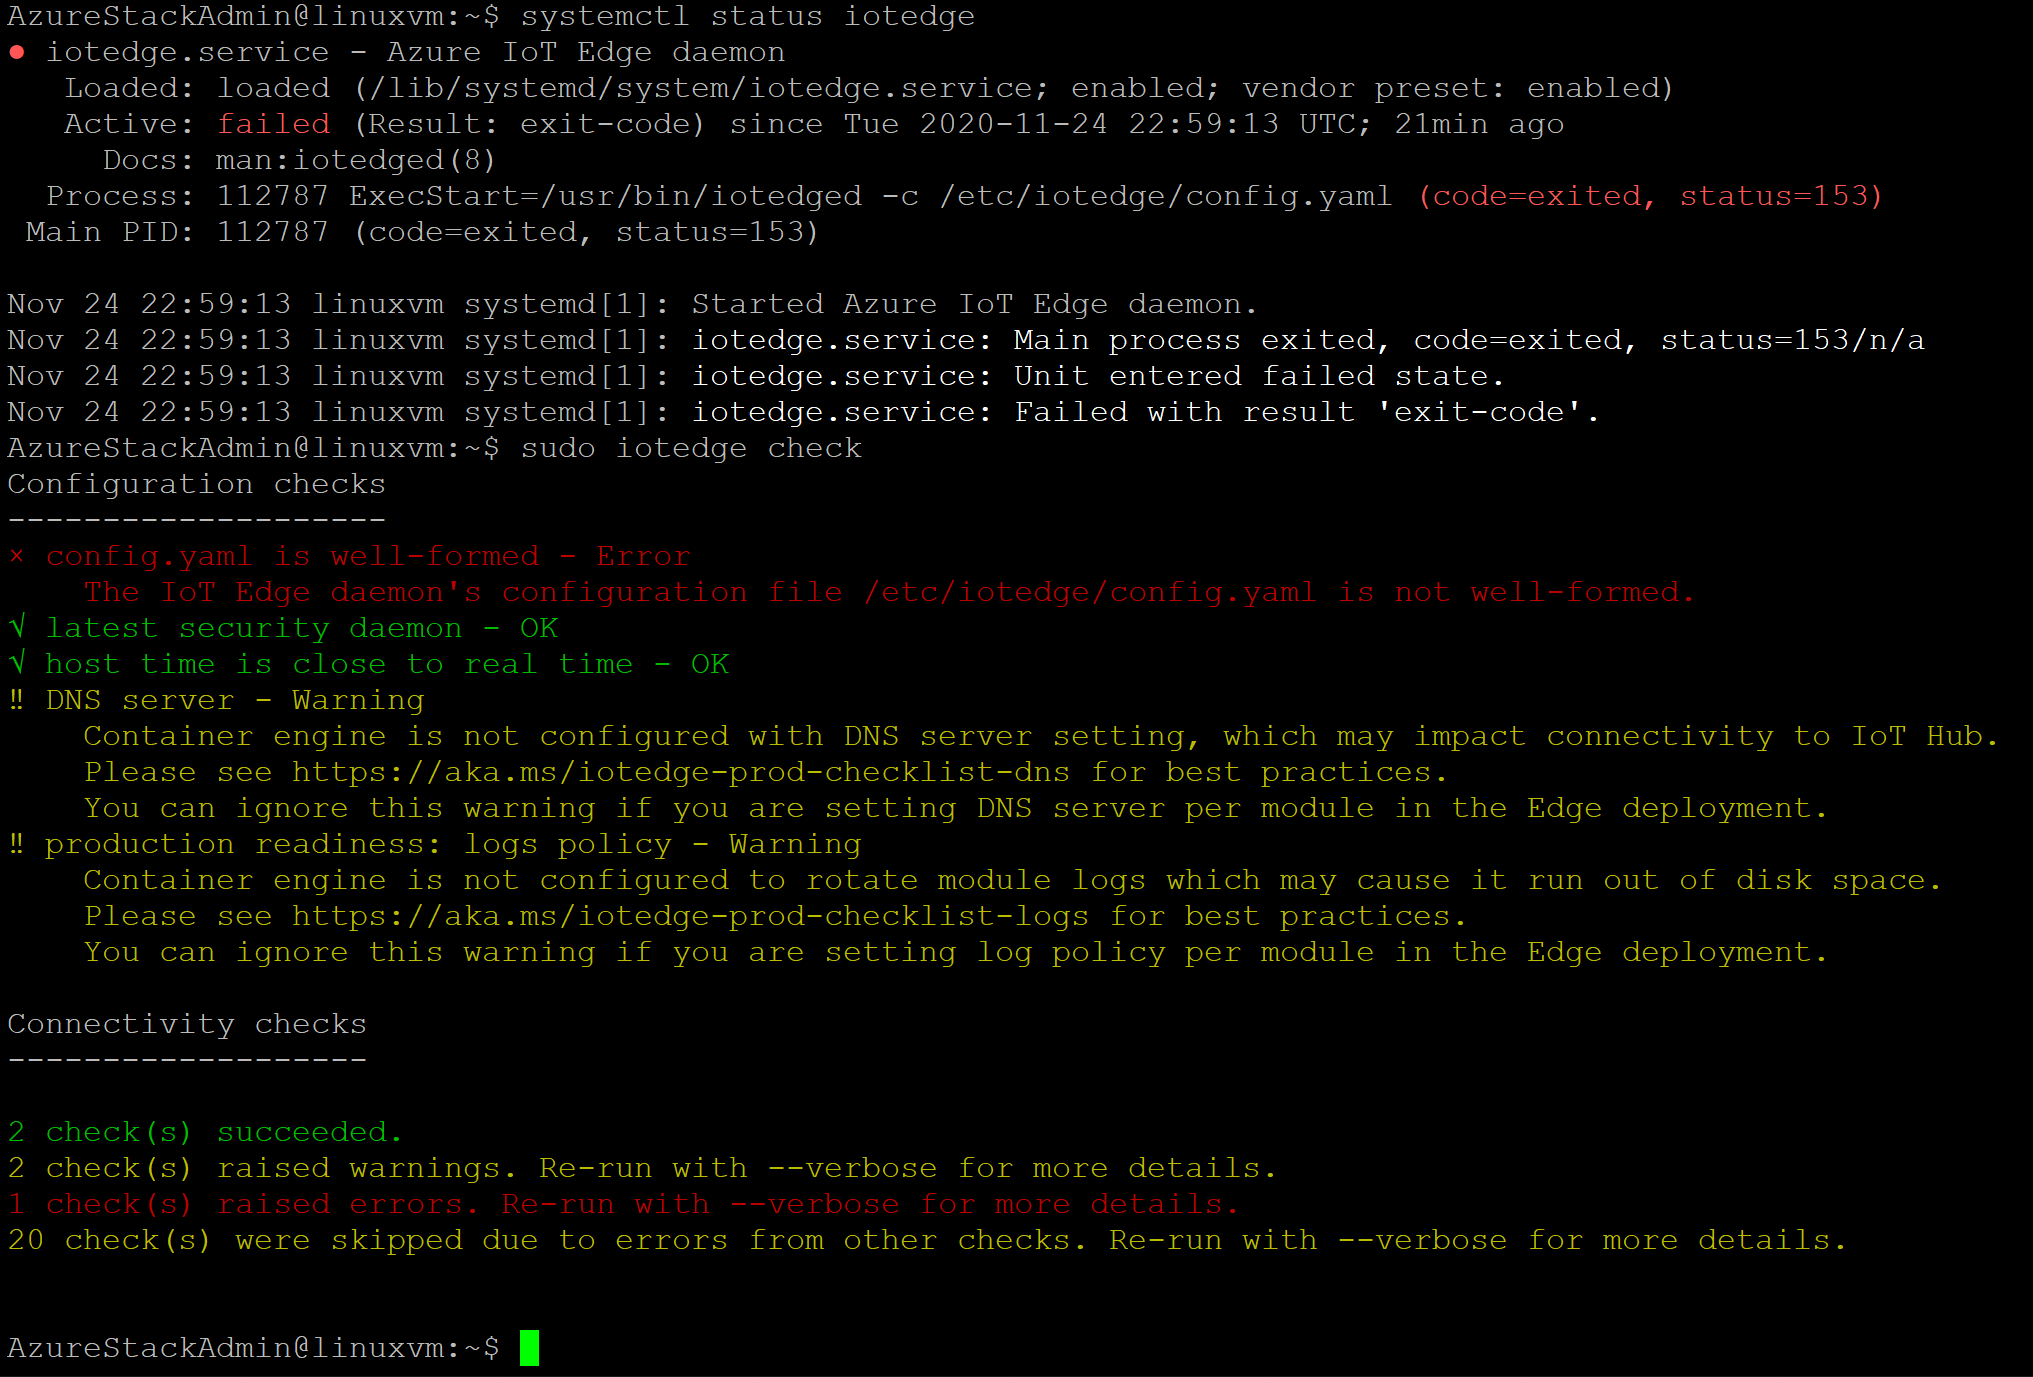 AzureStackAdmin@linuxvm:~$ systemctl status iotedge
● iotedge.service - Azure IoT Edge daemon
   Loaded: loaded (/lib/systemd/system/iotedge.service; enabled; vendor preset: enabled)
   Active: failed (Result: exit-code) since Tue 2020-11-24 22:59:13 UTC; 21min ago
     Docs: man:iotedged(8)
  Process: 112787 ExecStart=/usr/bin/iotedged -c /etc/iotedge/config.yaml (code=exited, status=153)
 Main PID: 112787 (code=exited, status=153)

Nov 24 22:59:13 linuxvm systemd[1]: Started Azure IoT Edge daemon.
Nov 24 22:59:13 linuxvm systemd[1]: iotedge.service: Main process exited, code=exited, status=153/n/a
Nov 24 22:59:13 linuxvm systemd[1]: iotedge.service: Unit entered failed state.
Nov 24 22:59:13 linuxvm systemd[1]: iotedge.service: Failed with result 'exit-code'.
AzureStackAdmin@linuxvm:~$ sudo iotedge check
Configuration checks
--------------------
× config.yaml is well-formed - Error
    The IoT Edge daemon's configuration file /etc/iotedge/config.yaml is not well-formed.
√ latest security daemon - OK
√ host time is close to real time - OK
‼ DNS server - Warning
    Container engine is not configured with DNS server setting, which may impact connectivity to IoT Hub.
    Please see https://aka.ms/iotedge-prod-checklist-dns for best practices.
    You can ignore this warning if you are setting DNS server per module in the Edge deployment.
‼ production readiness: logs policy - Warning
    Container engine is not configured to rotate module logs which may cause it run out of disk space.
    Please see https://aka.ms/iotedge-prod-checklist-logs for best practices.
    You can ignore this warning if you are setting log policy per module in the Edge deployment.

Connectivity checks
-------------------

2 check(s) succeeded.
2 check(s) raised warnings. Re-run with --verbose for more details.
1 check(s) raised errors. Re-run with --verbose for more details.
20 check(s) were skipped due to errors from other checks. Re-run with --verbose for more details.

AzureStackAdmin@linuxvm:~$